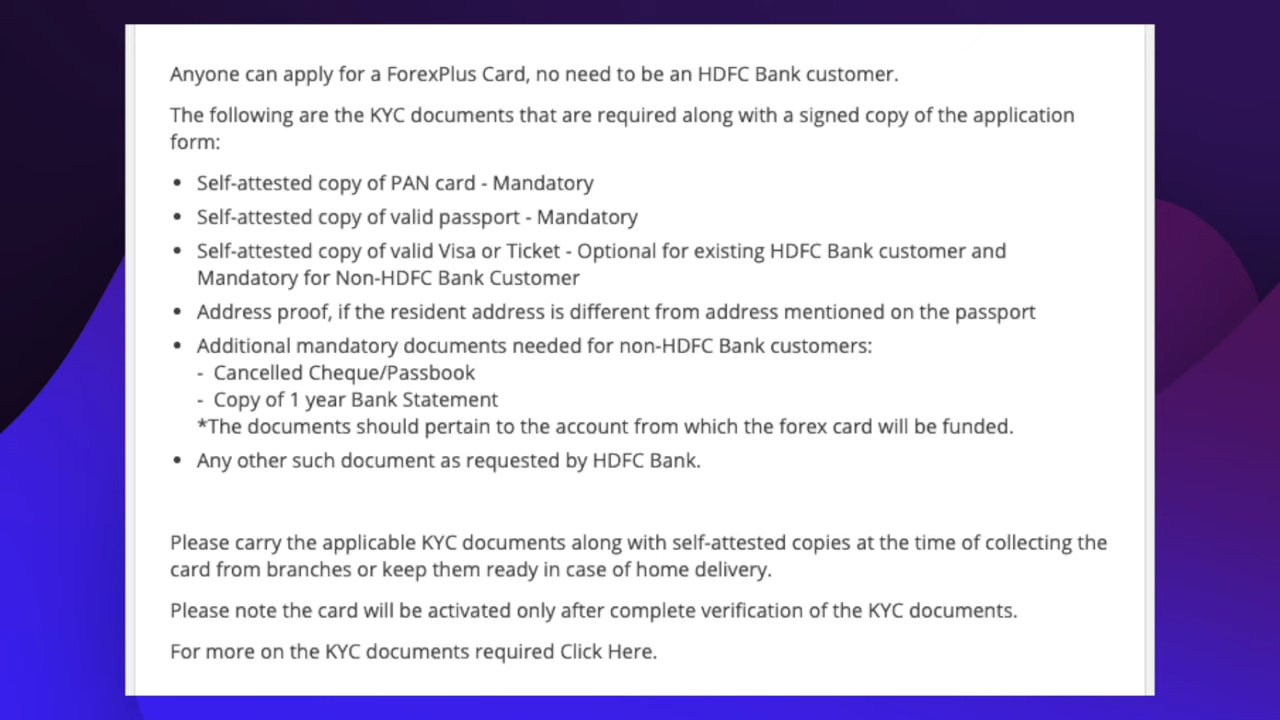 Anyone can apply for a ForexPlus Card, no need to be an HDFC Bank customer.
The following are the KYC documents that are required along with a signed copy of the application
form:
• Self-attested copy of PAN card - Mandatory
• Self-attested copy of valid passport - Mandatory
• Self-attested copy of valid Visa or Ticket - Optional for existing HDFC Bank customer and
Mandatory for Non-HDFC Bank Customer
• Address proof, if the resident address is different from address mentioned on the passport
• Additional mandatory documents needed for non-HDFC Bank customers:
- Cancelled Cheque/Passbook
- Copy of 1 year Bank Statement
*The documents should pertain to the account from which the forex card will be funded.
• Any other such document as requested by HDFC Bank.
Please carry the applicable KYC documents along with self-attested copies at the time of collecting the
card from branches or keep them ready in case of home delivery.
Please note the card will be activated only after complete verification of the KYC documents.
For more on the KYC documents required Click Here.